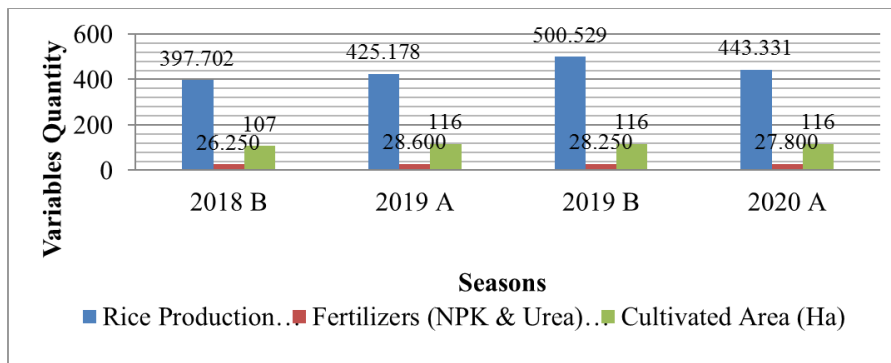 Variables Quantity
600
400
200
0
397.702
425.178
500.529
443.331
26.250
107
28.600
116
28.250
116
27.800
116
2018 B
2019 A
2019 B
2020 A
Seasons
Rice Production…
Fertilizers (NPK & Urea)…
Cultivated Area (Ha)